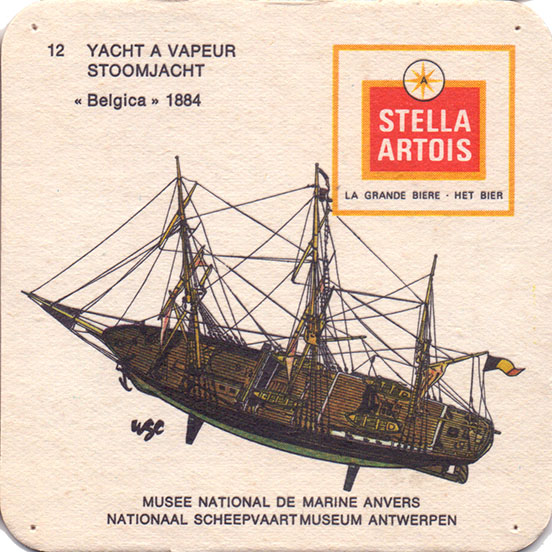 12 YACHT A VAPEUR
STOOMJACHT
« Belgica » 1884
A
STELLA
ARTOIS
LA GRANDE BIERE · HET BIER
MUSEE NATIONAL DE MARINE ANVERS
NATIONAAL SCHEEPVAARTMUSEUM ANTWERPEN